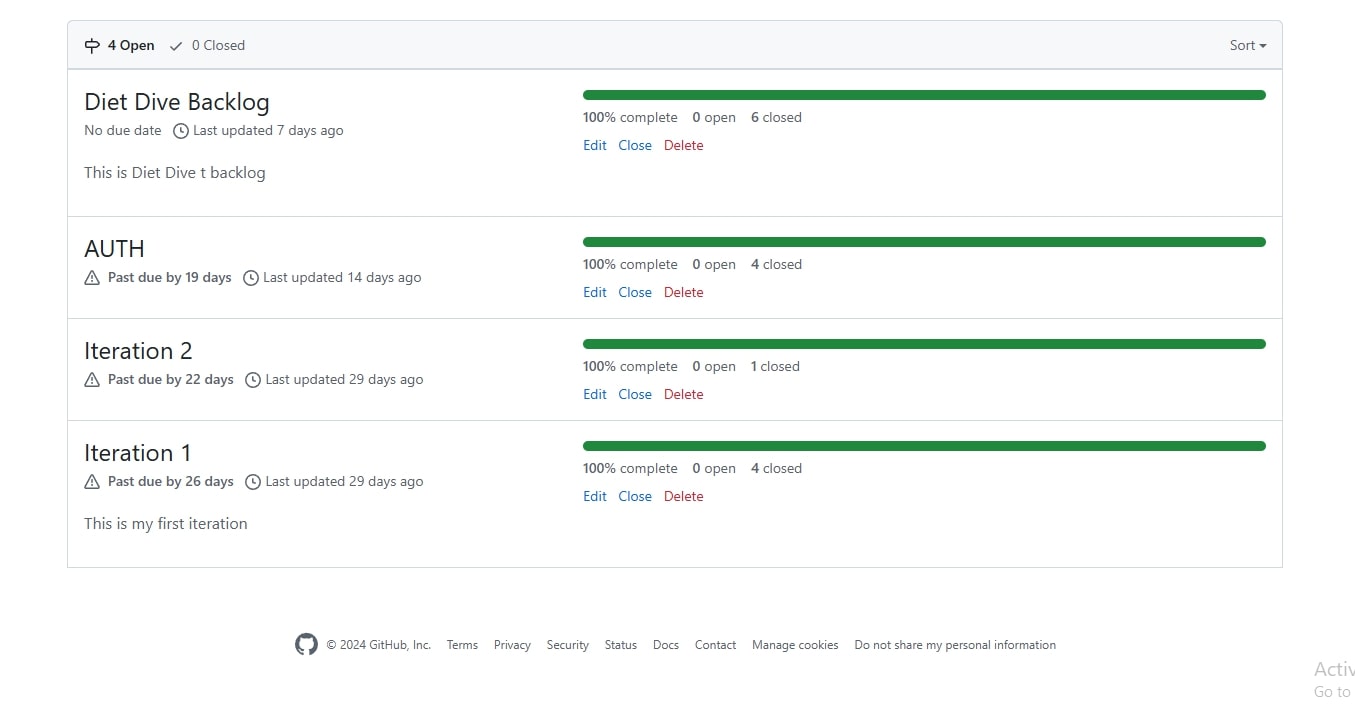 4 Open 0 Closed Sort
Diet Dive Backlog
No due date Last updated 7 days ago
This is Diet Dive t backlog
100% complete 0 open 6 closed
Edit Close Delete
AUTH
Past due by 19 days Last updated 14 days ago
100% complete 0 open 4 closed
Edit Close Delete
Iteration 2
Past due by 22 days Last updated 29 days ago
100% complete 0 open 1 closed
Edit Close Delete
Iteration 1
Past due by 26 days Last updated 29 days ago
This is my first iteration
100% complete 0 open 4 closed
Edit Close Delete
© 2024 GitHub, Inc. Terms Privacy Security Status Docs Contact Manage cookies Do not share my personal information
Go to